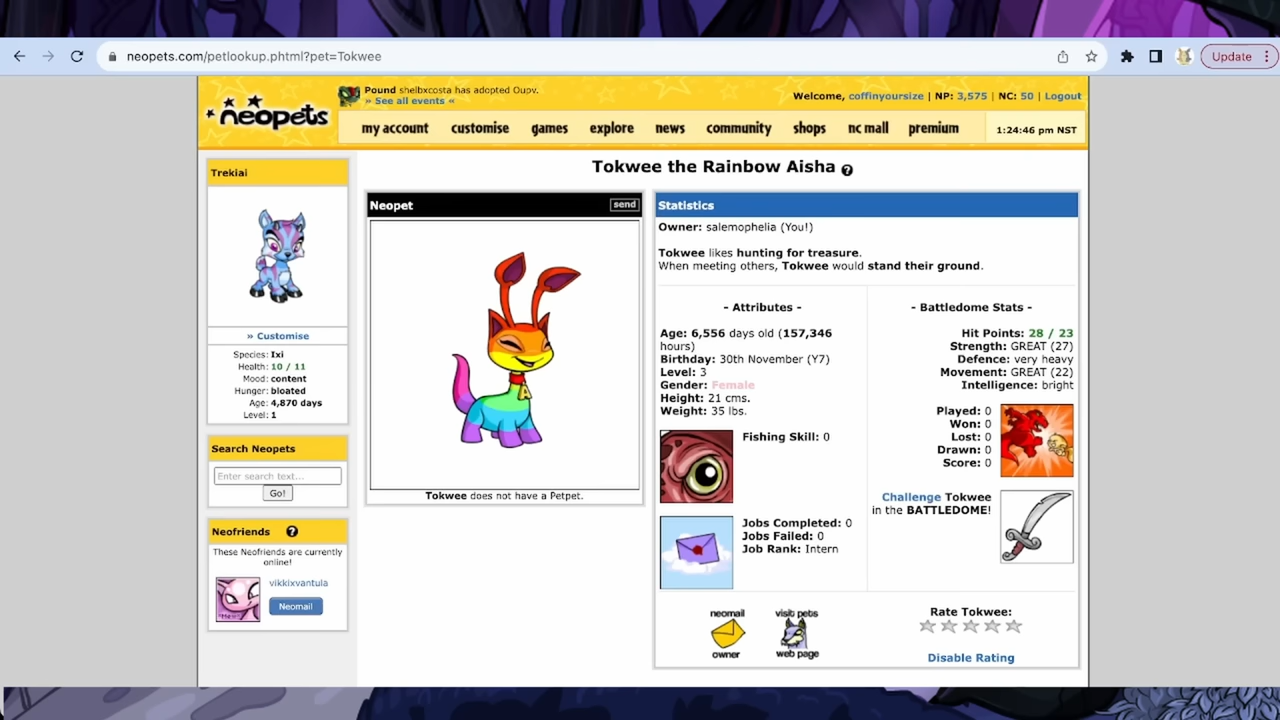 neopets.com/petlookup.phtml?pet=Tokwee
Update
neopets
Pound shelbxcosta has adopted Oupv.
» See all events «
Welcome, coffinyoursize | NP: 3,575 | NC: 50 | Logout
my account customise games explore news community shops nc mall premium
1:24:46 pm NST
Trekiai
» Customise
Species: Ixi
Health: 10 / 11
Mood: content
Hunger: bloated
Age: 4,870 days
Level: 1
Search Neopets
Enter search text...
Go!
Neofriends
These Neofriends are currently
online!
vikkixvantula
Neomail
Tokwee the Rainbow Aisha
Neopet
send
A
Tokwee does not have a Petpet.
Statistics
Owner: salemophelia (You!)
Tokwee likes hunting for treasure.
When meeting others, Tokwee would stand their ground.
- Attributes -
Age: 6,556 days old (157,346
hours)
Birthday: 30th November (Y7)
Level: 3
Gender: Female
Height: 21 cms.
Weight: 35 lbs.
Fishing Skill: 0
Jobs Completed: 0
Jobs Failed: 0
Job Rank: Intern
- Battledome Stats -
Hit Points: 28 / 23
Strength: GREAT (27)
Defence: very heavy
Movement: GREAT (22)
Intelligence: bright
Played: 0
Won: 0
Lost: 0
Drawn: 0
Score: 0
Challenge Tokwee
in the BATTLEDOME!
neomail
owner
visit pets
web page
Rate Tokwee:
Disable Rating